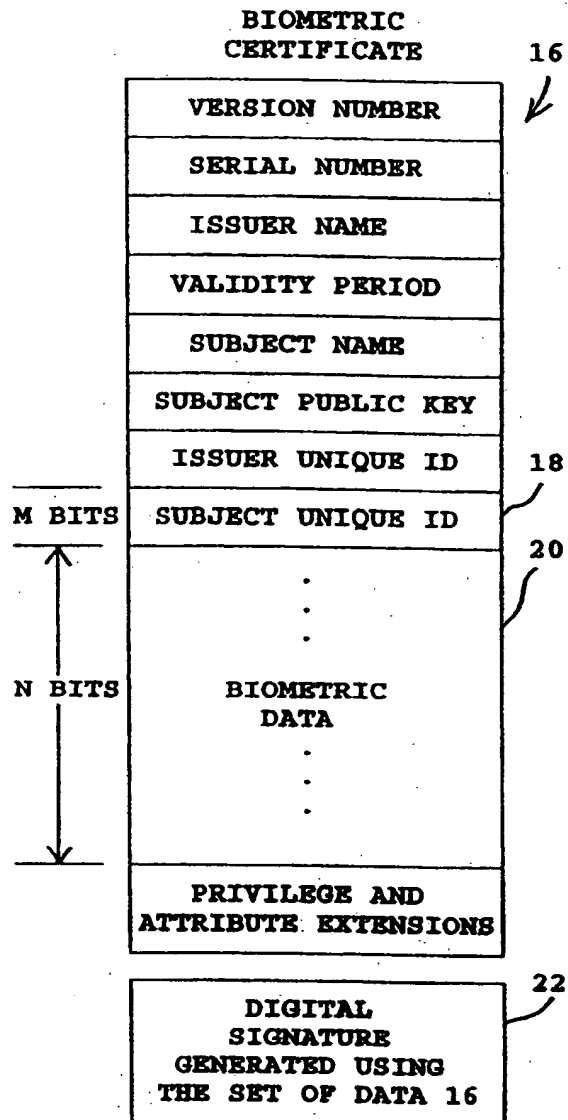 BIOMETRIC
CERTIFICATE
16
VERSION NUMBER
SERIAL NUMBER
ISSUER NAME
VALIDITY PERIOD
SUBJECT NAME
SUBJECT PUBLIC KEY
ISSUER UNIQUE ID
18
M BITS
SUBJECT UNIQUE ID
20
N BITS
BIOMETRIC
DATA
PRIVILEGE AND
ATTRIBUTE EXTENSIONS
22
DIGITAL
SIGNATURE
GENERATED USING
THE SET OF DATA 16